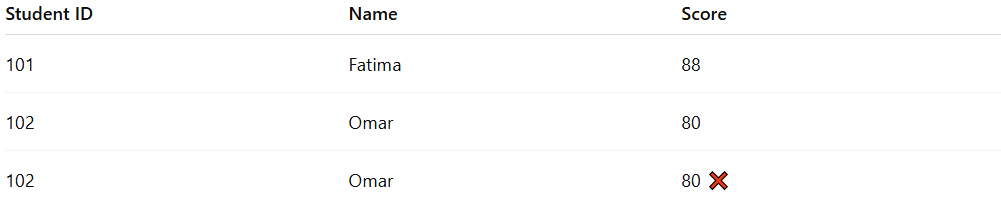 Student ID Name Score
101 Fatima 88
102 Omar 80
102 Omar 80 ❌